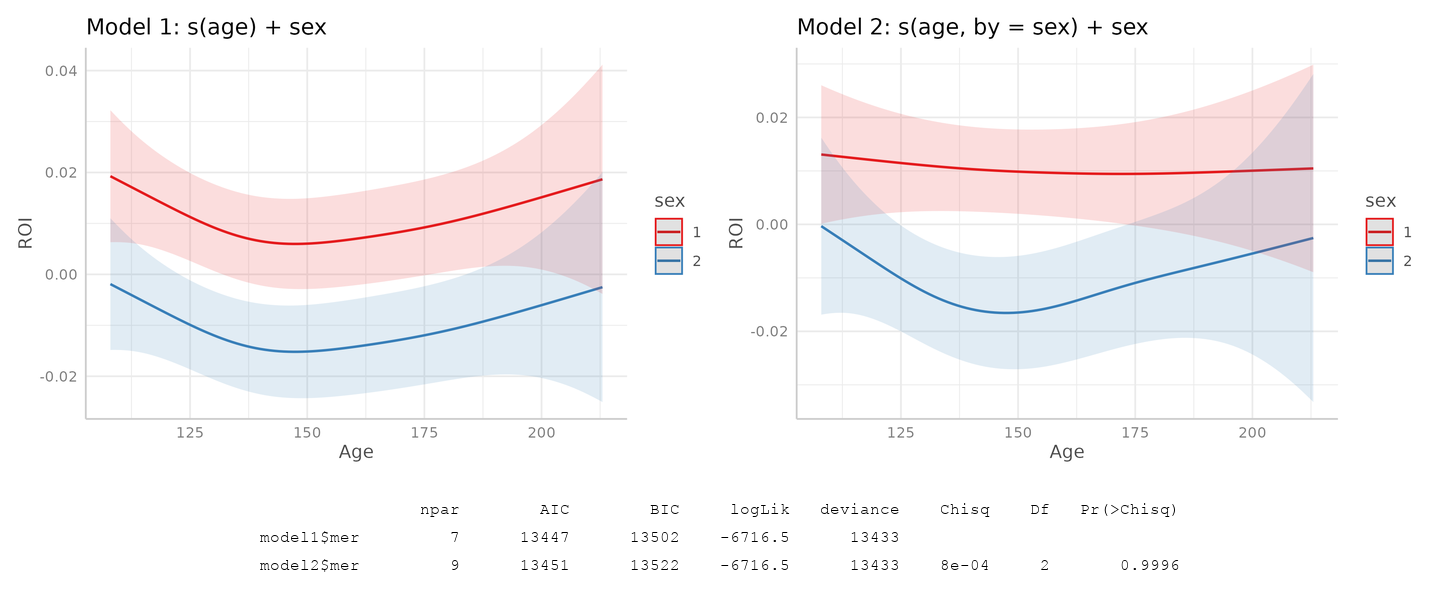 Model 1: s(age) + sex
0.04
0.02
0.00
-0.02
ROI
125 150 175 200
Age
sex
1
2
Model 2: s(age, by = sex) + sex
0.02
0.00
-0.02
ROI
125 150 175 200
Age
sex
1
2
npar AIC BIC logLik deviance Chisq Df Pr(>Chisq)
model1$mer 7 13447 13502 -6716.5 13433
model2$mer 9 13451 13522 -6716.5 13433 8e-04 2 0.9996